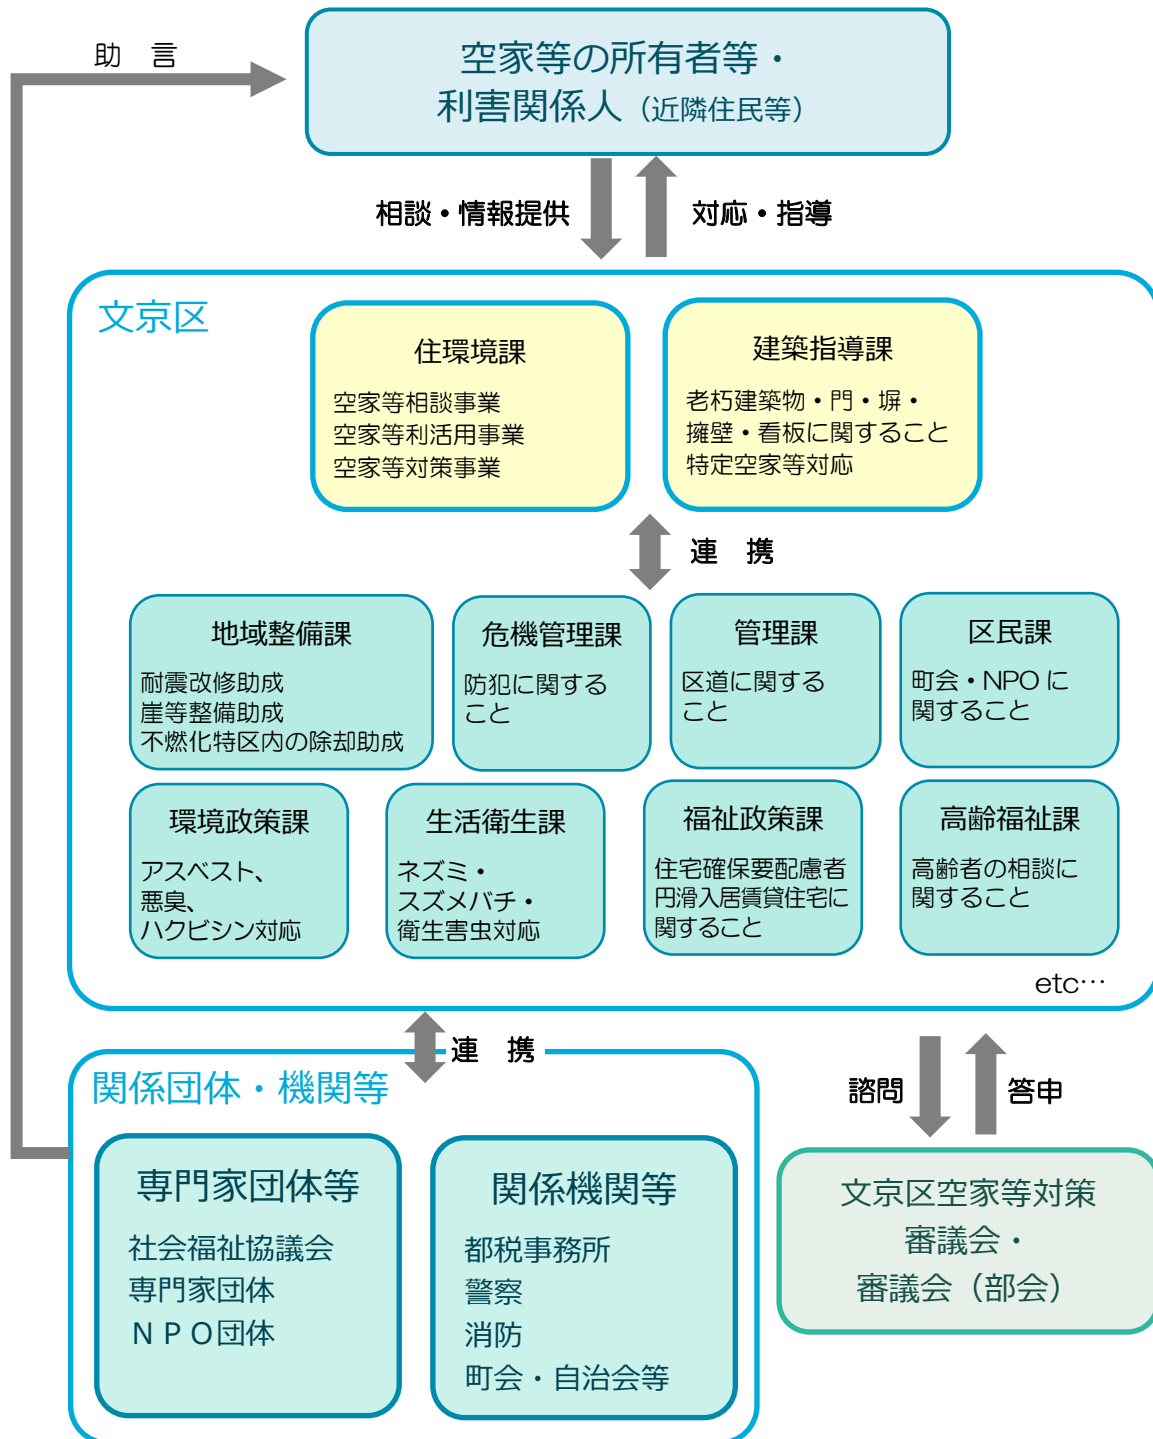 助　言
空家等の所有者等・
利害関係人（近隣住民等）
相談・情報提供
対応・指導
文京区
住環境課
空家等相談事業
空家等利活用事業
空家等対策事業
建築指導課
老朽建築物・門・塀・
擁壁・看板に関すること
特定空家等対応
連　携
地域整備課
耐震改修助成
崖等整備助成
不燃化特区内の除却助成
危機管理課
防犯に関する
こと
管理課
区道に関する
こと
区民課
町会・NPO に
関すること
環境政策課
アスベスト、
悪臭、
ハクビシン対応
生活衛生課
ネズミ・
スズメバチ・
衛生害虫対応
福祉政策課
住宅確保要配慮者
円滑入居賃貸住宅に
関すること
高齢福祉課
高齢者の相談に
関すること
etc…
連　携
関係団体・機関等
専門家団体等
社会福祉協議会
専門家団体
ＮＰＯ団体
関係機関等
都税事務所
警察
消防
町会・自治会等
諮問
答申
文京区空家等対策
審議会・
審議会（部会）